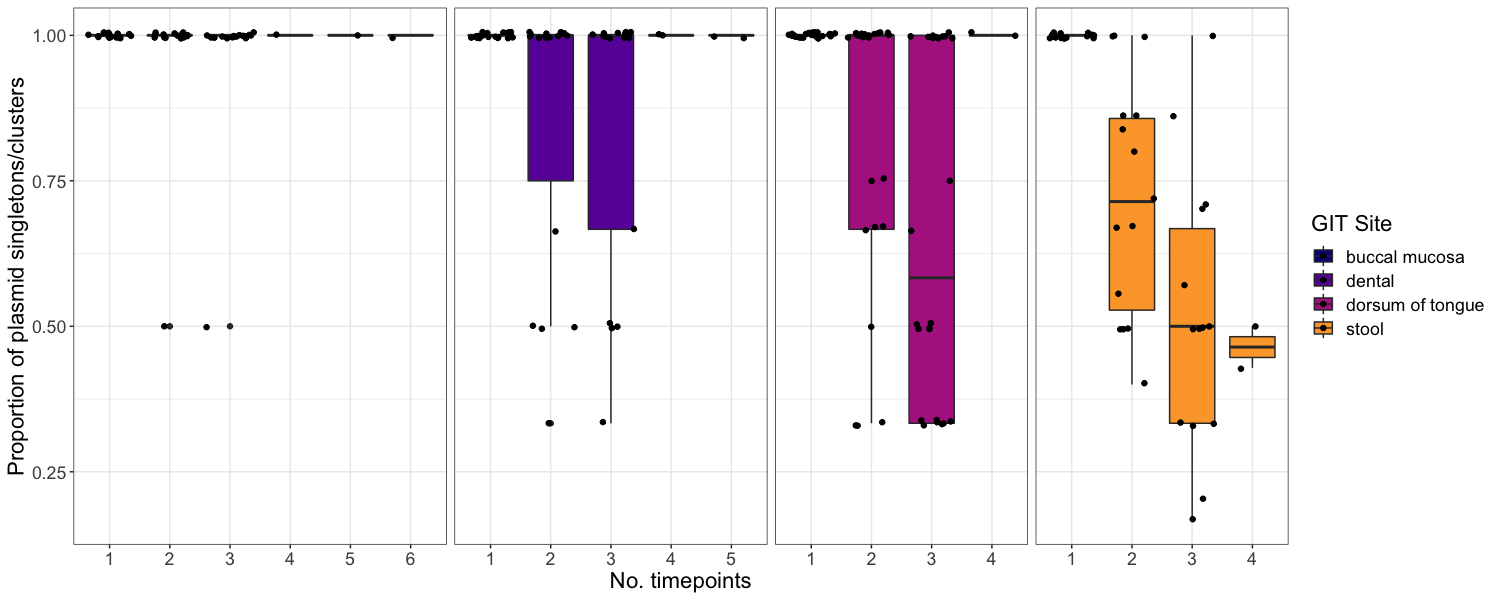 Proportion of plasmid singletons/clusters
1.00
0.75
0.50
0.25
1 2 3 4 5 6
1 2 3 4 5
1 2 3 4
1 2 3 4
No. timepoints
GIT Site
buccal mucosa
dental
dorsum of tongue
stool